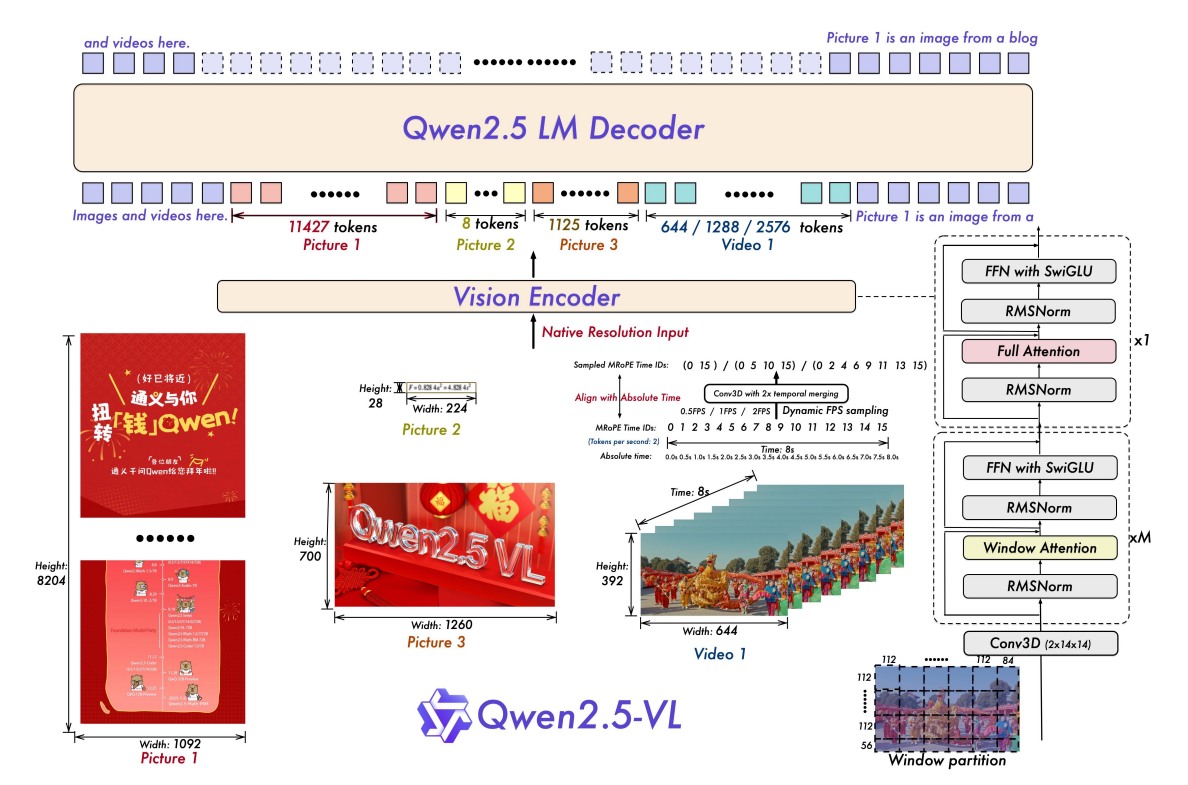 and videos here.
Picture 1 is an image from a blog
Qwen2.5 LM Decoder
Images and videos here.
11427 tokens
Picture 1
8 tokens
Picture 2
1125 tokens
Picture 3
644 / 1288 / 2576 tokens
Video 1
Picture 1 is an image from a
Vision Encoder
Native Resolution Input
Height:
8204
(好已将近)
通义与你
扭转
「钱」Qwen!
各位朋友
通义千问Qwen给您拜年啦!!
Foundation Model Party
Width: 1092
Picture 1
Height:
28
F = 0.828 4s² = 4.828 4s²
Width: 224
Picture 2
Height:
700
福
Qwen2.5 VL
Width: 1260
Picture 3
Sampled MRoPE Time IDs:
(0 15 ) / (0 5 10 15) / (0 2 4 6 9 11 13 15)
Align with Absolute Time
Conv3D with 2x temporal merging
0.5FPS / 1FPS / 2FPS
Dynamic FPS sampling
MRoPE Time IDs:
0 1 2 3 4 5 6 7 8 9 10 11 12 13 14 15
(Tokens per second: 2)
Time: 8s
Absolute time:
0.0s 0.5s 1.0s 1.5s 2.0s 2.5s 3.0s 3.5s 4.0s 4.5s 5.0s 5.5s 6.0s 6.5s 7.0s 7.5s 8.0s
Time: 8s
Height:
392
Width: 644
Video 1
FFN with SwiGLU
RMSNorm
Full Attention
RMSNorm
x1
FFN with SwiGLU
RMSNorm
Window Attention
RMSNorm
xM
Conv3D (2x14x14)
112
112
84
112
112
56
Window partition
Qwen2.5-VL